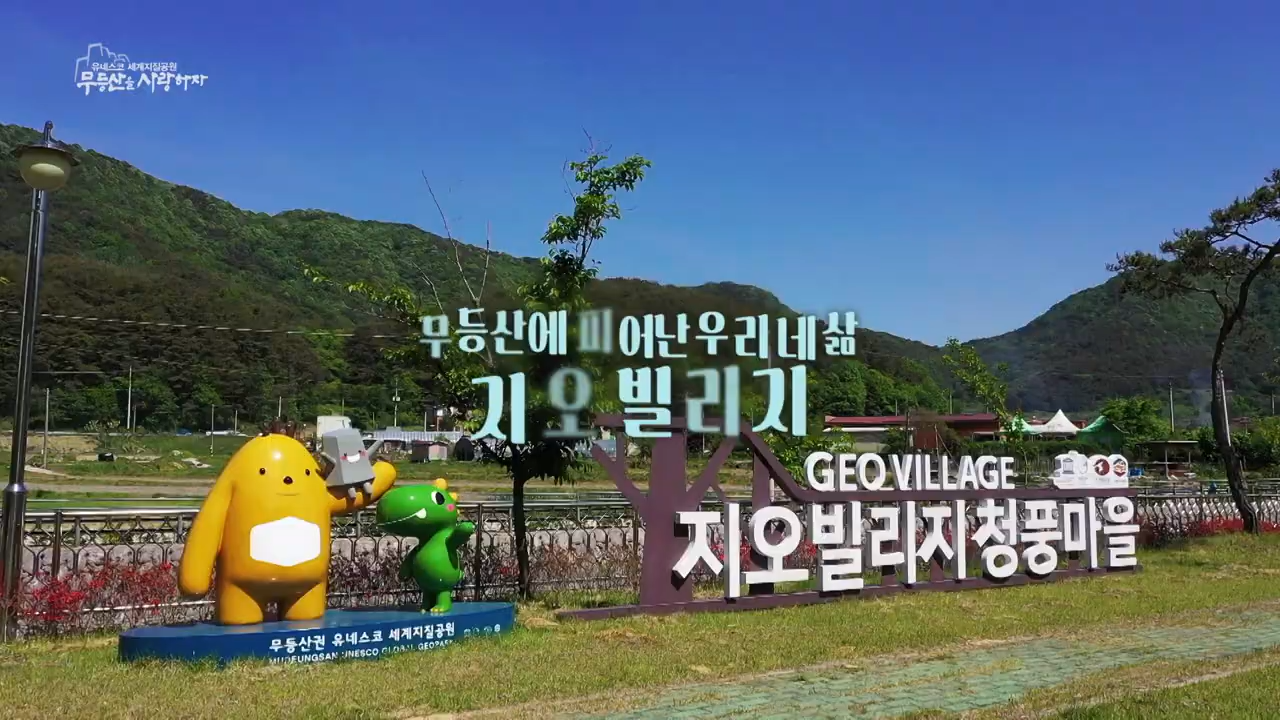 유네스코 세계지질공원
무등산을 사랑하자
무등산에 피어난 우리네 삶
지오빌리지
GEO VILLAGE
지오빌리지 청풍마을
무등산권 유네스코 세계지질공원
MUDEUNGSAN UNESCO GLOBAL GEOPARK